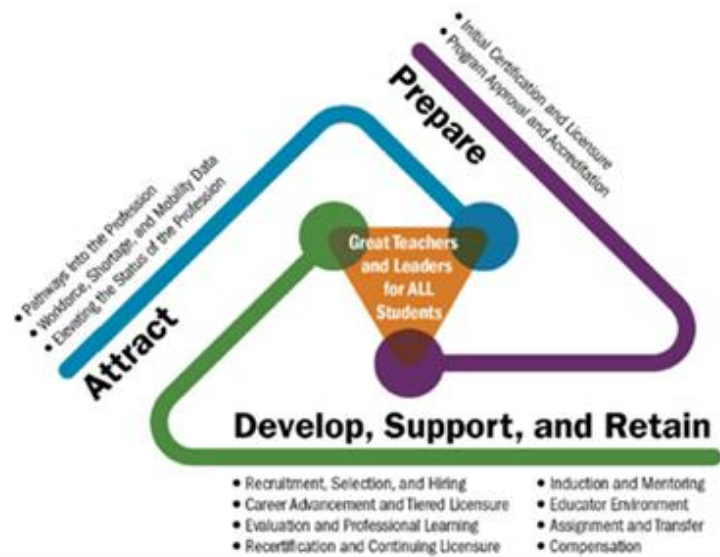 Prepare
• Initial Certification and Licensure
• Program Approval and Accreditation
Attract
• Pathways Into the Profession
• Workforce, Shortage, and Mobility Data
• Elevating the Status of the Profession
Great Teachers
and Leaders
for ALL
Students
Develop, Support, and Retain
• Recruitment, Selection, and Hiring
• Career Advancement and Tiered Licensure
• Evaluation and Professional Learning
• Recertification and Continuing Licensure
• Induction and Mentoring
• Educator Environment
• Assignment and Transfer
• Compensation